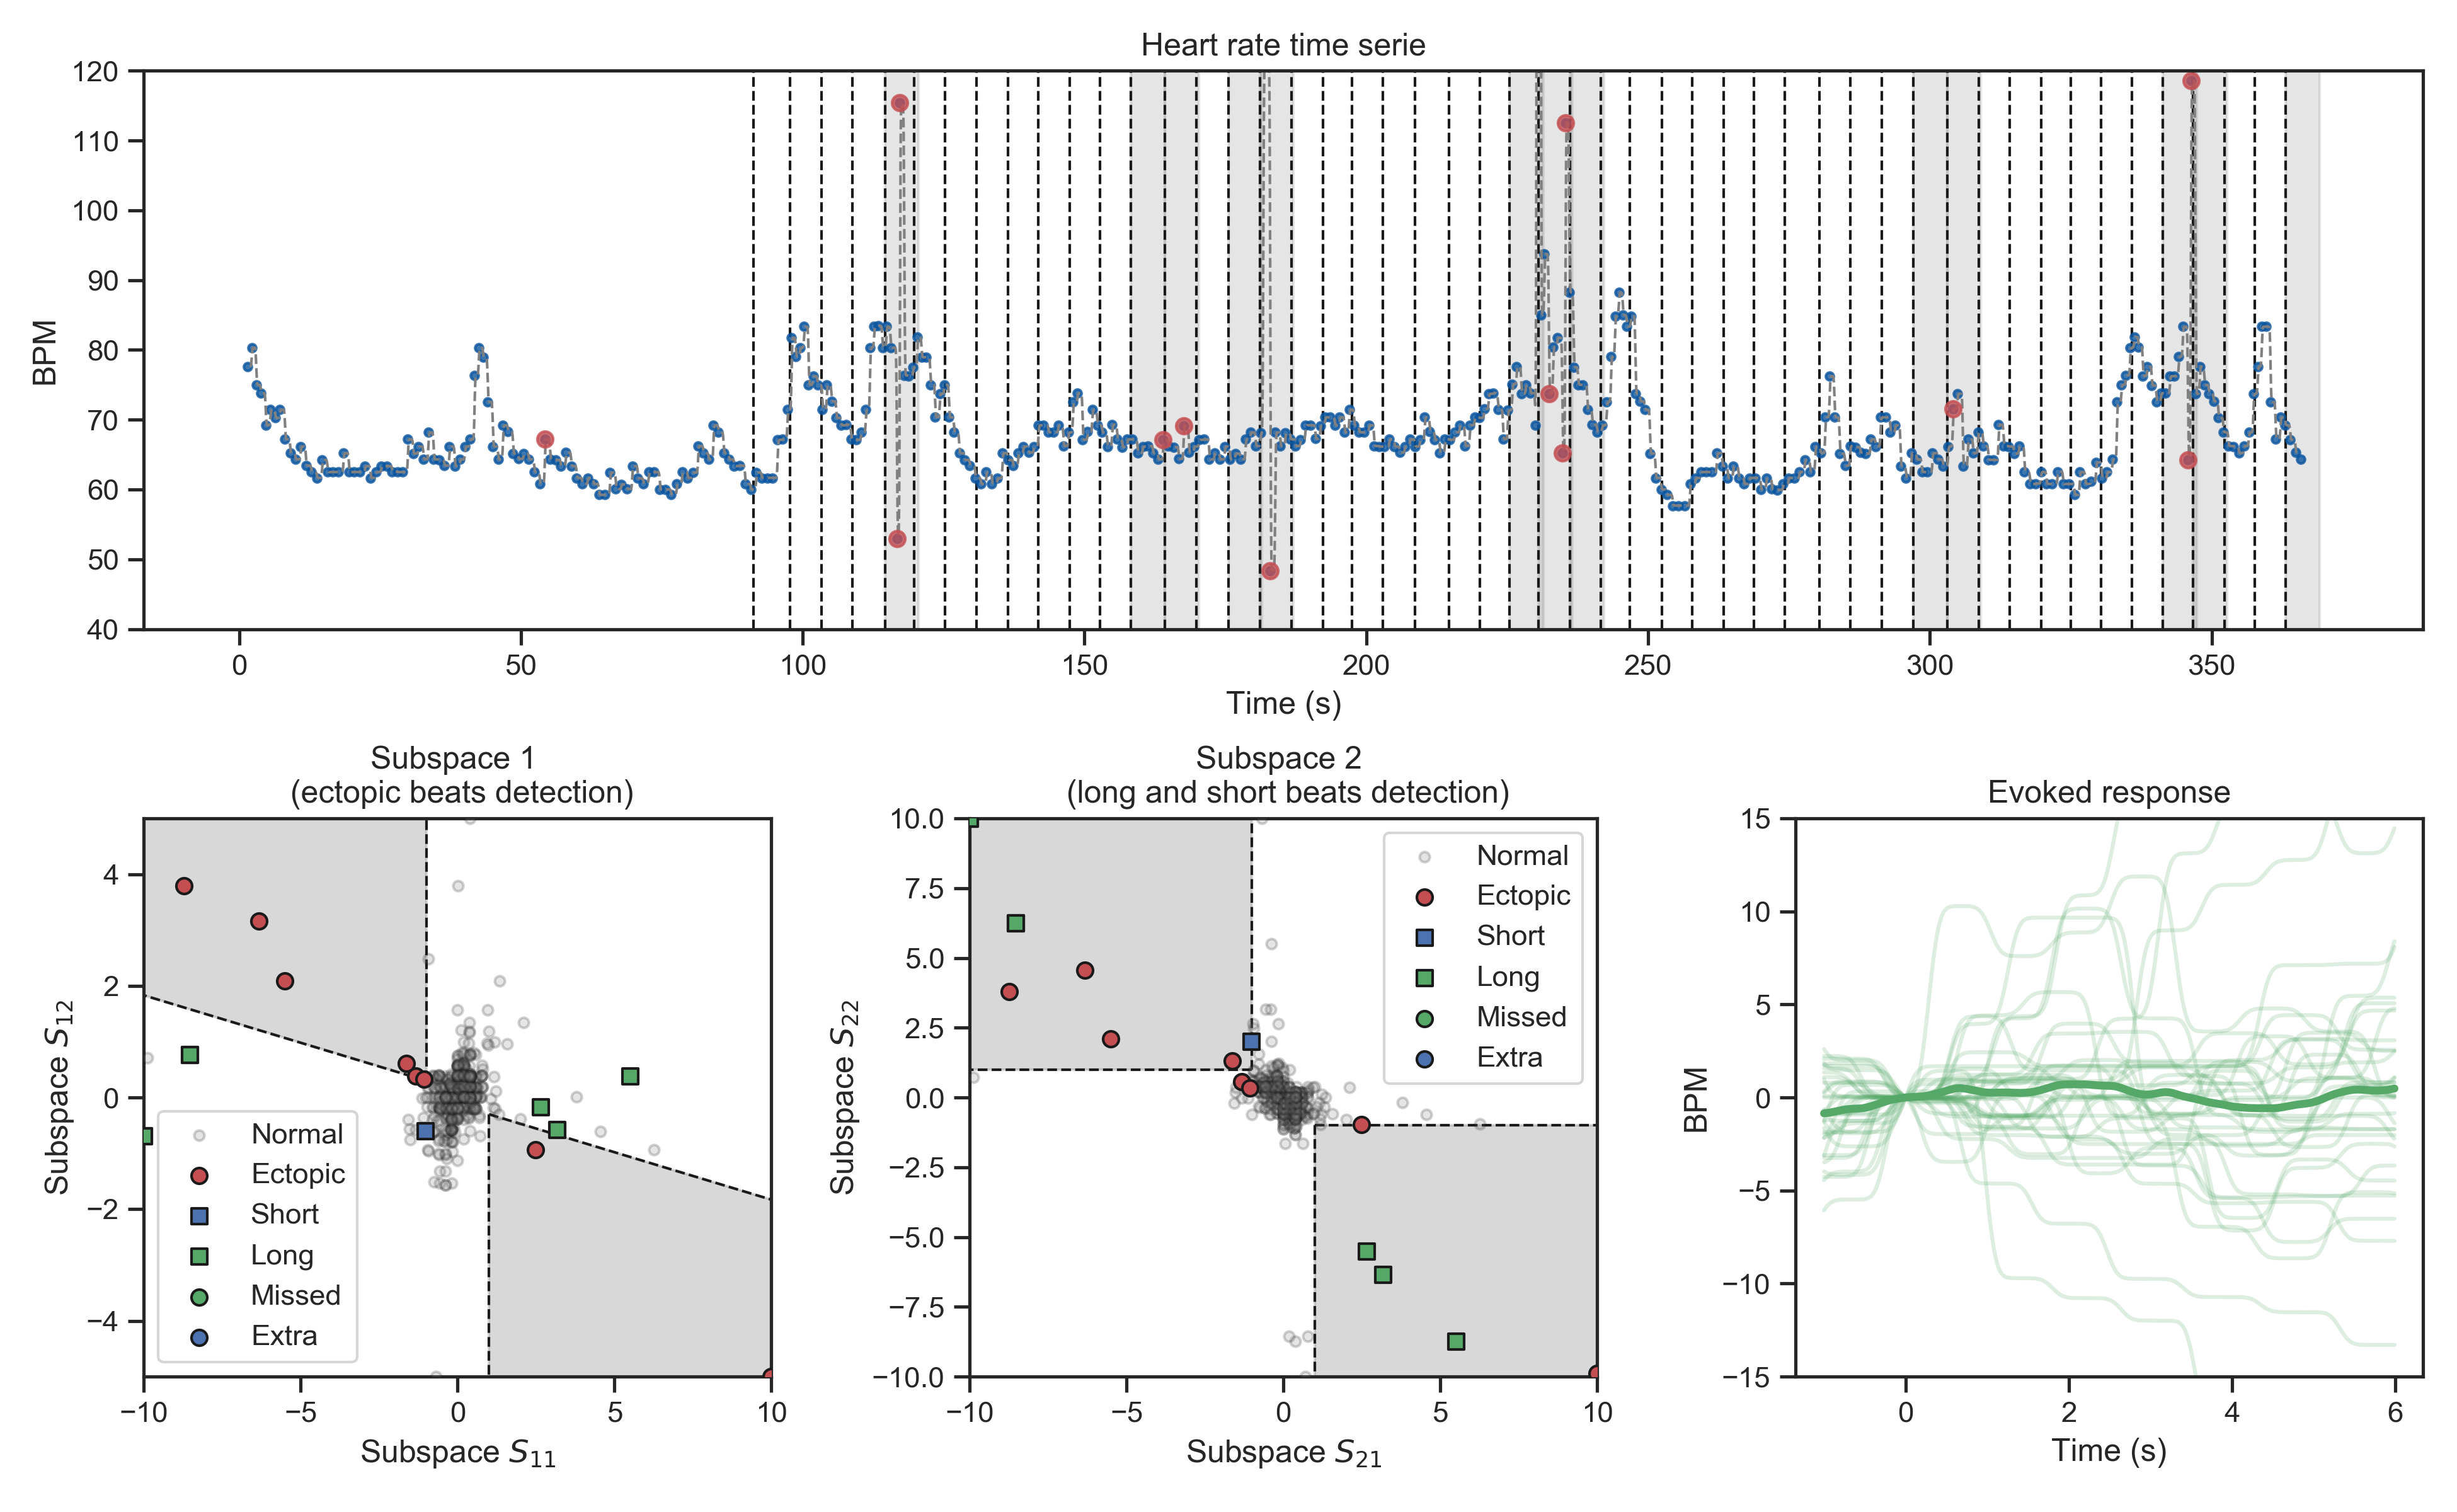 Heart rate time serie
120
110
100
90
80
70
60
50
40
BPM
0 50 100 150 200 250 300 350
Time (s)
Subspace 1
(ectopic beats detection)
4
2
0
−2
−4
Subspace S12
Normal
Ectopic
Short
Long
Missed
Extra
−10 −5 0 5 10
Subspace S11
Subspace 2
(long and short beats detection)
10.0
7.5
5.0
2.5
0.0
−2.5
−5.0
−7.5
−10.0
Subspace S22
Normal
Ectopic
Short
Long
Missed
Extra
−10 −5 0 5 10
Subspace S21
Evoked response
15
10
5
0
−5
−10
−15
BPM
0 2 4 6
Time (s)